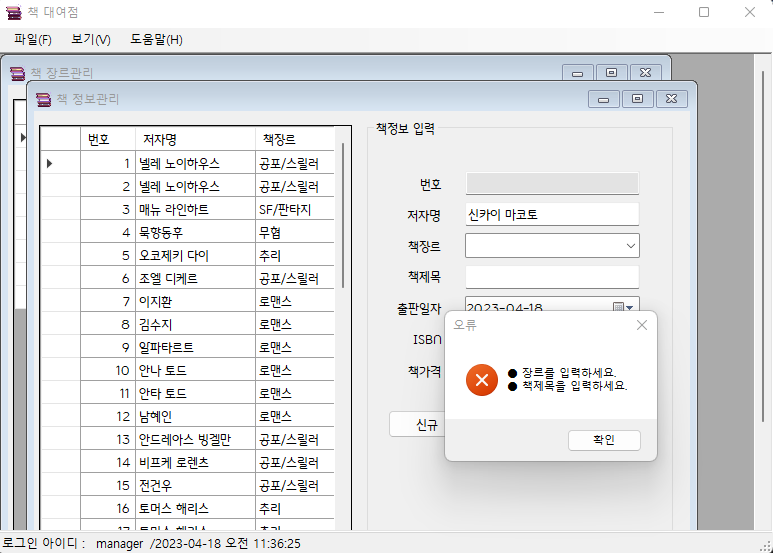 책 대여점
파일(F) 보기(V) 도움말(H)
책 장르관리
책 정보관리
번호 저자명 책장르
1 넬레 노이하우스 공포/스릴러
2 넬레 노이하우스 공포/스릴러
3 매뉴 라인하트 SF/판타지
4 묵향동후 무협
5 오코제키 다이 추리
6 조엘 디케르 공포/스릴러
7 이지환 로맨스
8 김수지 로맨스
9 일파타르트 로맨스
10 안나 토드 로맨스
11 안타 토드 로맨스
12 남혜인 로맨스
13 안드레아스 빙켈만 공포/스릴러
14 비프케 로렌츠 공포/스릴러
15 전건우 공포/스릴러
16 토머스 해리스 추리
17 토머스 해리스 추리
책정보 입력
번호
저자명 신카이 마코토
책장르
책제목
출판일자 2023-04-18
ISBN
책가격
신규
오류
● 장르를 입력하세요.
● 책제목을 입력하세요.
확인
로그인 아이디 : manager /2023-04-18 오전 11:36:25